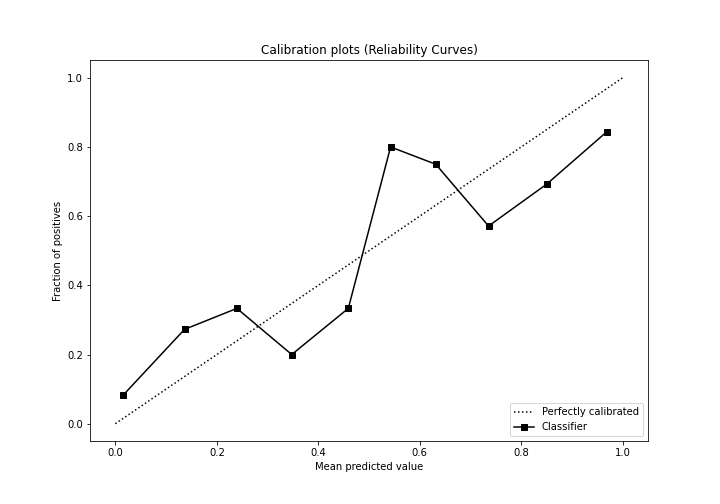 Calibration plots (Reliability Curves)
1.0
0.8
0.6
0.4
0.2
0.0
Fraction of positives
Perfectly calibrated
Classifier
0.0 0.2 0.4 0.6 0.8 1.0
Mean predicted value